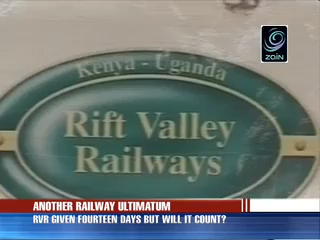 ZAIN
Kenya - Uganda
Rift Valley
Railways
ANOTHER RAILWAY ULTIMATUM
RVR GIVEN FOURTEEN DAYS BUT WILL IT COUNT?